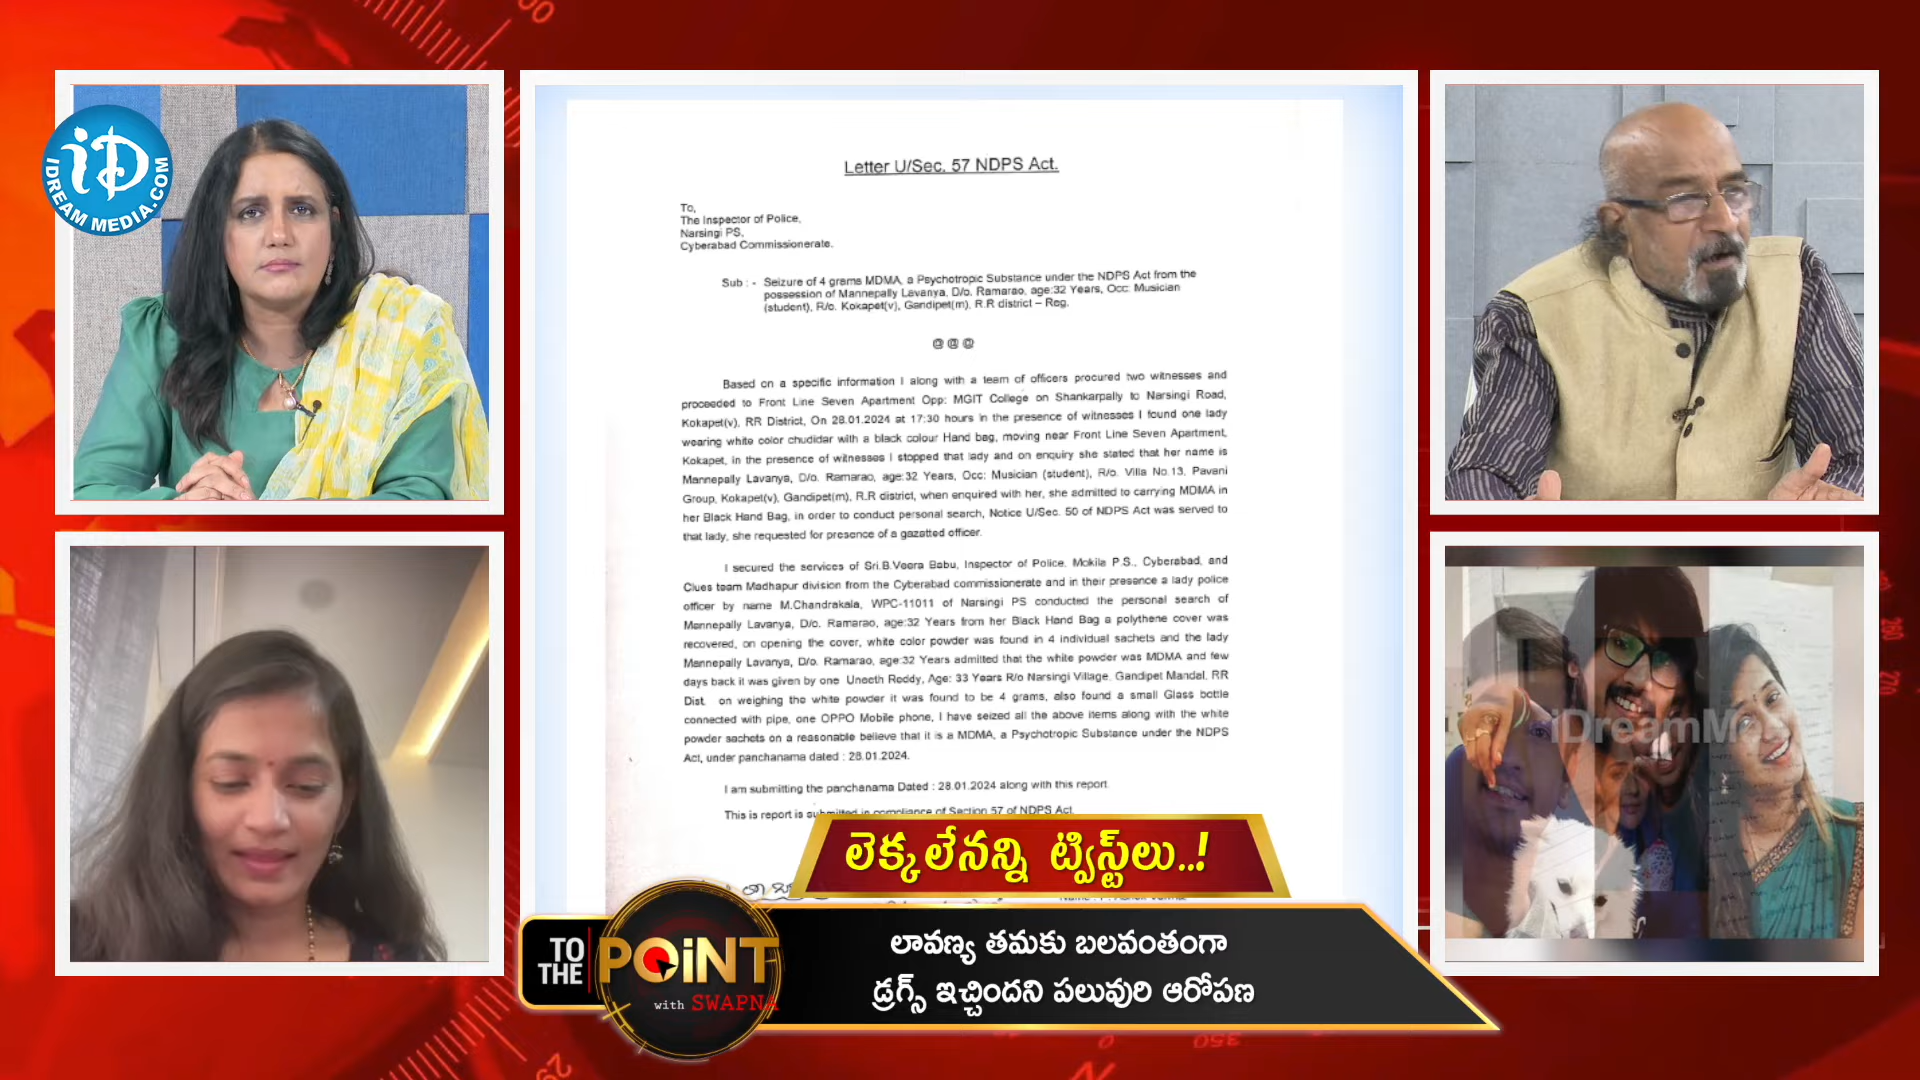 iD
IDREAM MEDIA.COM
Letter U/Sec. 57 NDPS Act.
To,
The Inspector of Police,
Narsingi PS,
Cyberabad Commissionerate.
Sub : - Seizure of 4 grams MDMA, a Psychotropic Substance under the NDPS Act from the
possession of Mannepally Lavanya, D/o. Ramarao, age:32 Years, Occ: Musician
(student), R/o. Kokapet(v), Gandipet(m), R.R district – Reg.
@ @ @
Based on a specific information I along with a team of officers procured two witnesses and
proceeded to Front Line Seven Apartment Opp: MGIT College on Shankarpally to Narsingi Road,
Kokapet(v), RR District, On 28.01.2024 at 17:30 hours in the presence of witnesses I found one lady
wearing white color chudidar with a black colour Hand bag, moving near Front Line Seven Apartment,
Kokapet, in the presence of witnesses I stopped that lady and on enquiry she stated that her name is
Mannepally Lavanya, D/o. Ramarao, age:32 Years, Occ: Musician (student), R/o. Villa No.13, Pavani
Group, Kokapet(v), Gandipet(m), R.R district, when enquired with her, she admitted to carrying MDMA in
her Black Hand Bag, in order to conduct personal search, Notice U/Sec. 50 of NDPS Act was served to
that lady, she requested for presence of a gazatted officer.
I secured the services of Sri.B.Veera Babu, Inspector of Police, Mokila P.S., Cyberabad, and
Clues team Madhapur division from the Cyberabad commissionerate and in their presence a lady police
officer by name M.Chandrakala, WPC-11011 of Narsingi PS conducted the personal search of
Mannepally Lavanya, D/o. Ramarao, age:32 Years from her Black Hand Bag a polythene cover was
recovered, on opening the cover, white color powder was found in 4 individual sachets and the lady
Mannepally Lavanya, D/o. Ramarao, age:32 Years admitted that the white powder was MDMA and few
days back it was given by one Uneeth Reddy, Age: 33 Years R/o Narsingi Village, Gandipet Mandal, RR
Dist. on weighing the white powder it was found to be 4 grams, also found a small Glass bottle
connected with pipe, one OPPO Mobile phone, I have seized all the above items along with the white
powder sachets on a reasonable believe that it is a MDMA, a Psychotropic Substance under the NDPS
Act, under panchanama dated : 28.01.2024.
I am submitting the panchanama Dated : 28.01.2024 along with this report.
This is report is submitted in compliance of Section 57 of NDPS Act.
iDreamM
లెక్కలేనన్ని ట్విస్ట్‌లు..!
TO THE POiNT
with SWAPNA
లావణ్య తమకు బలవంతంగా
డ్రగ్స్ ఇచ్చిందని పలువురి ఆరోపణ